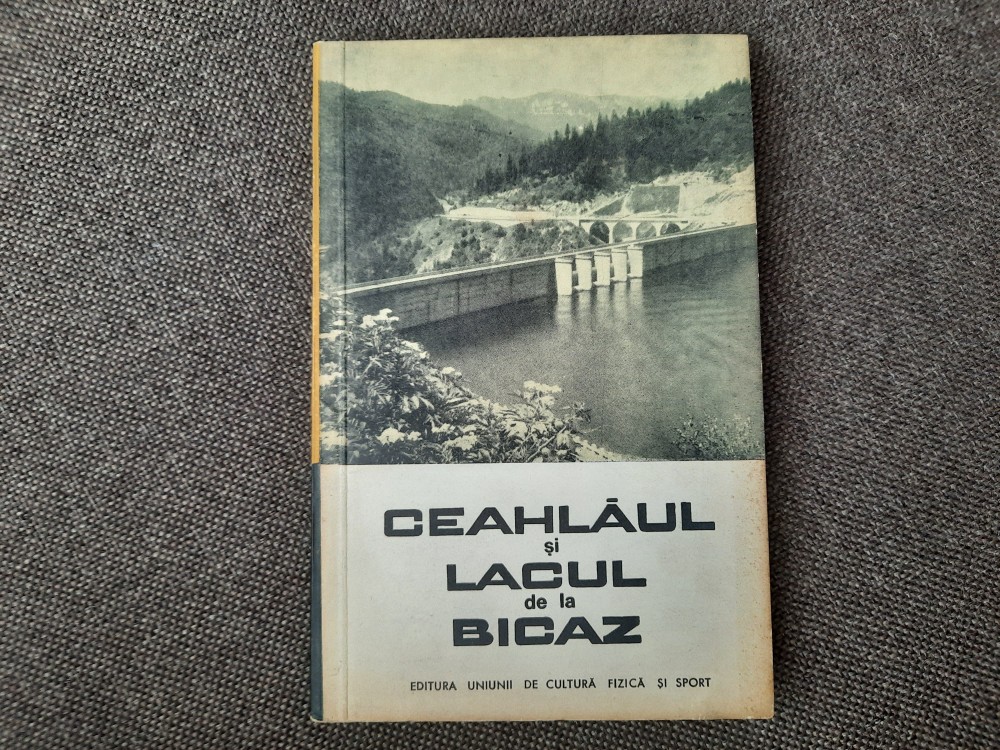 CEAHLĂUL
și
LACUL
de la
BICAZ
EDITURA UNIUNII DE CULTURĂ FIZICĂ ȘI SPORT